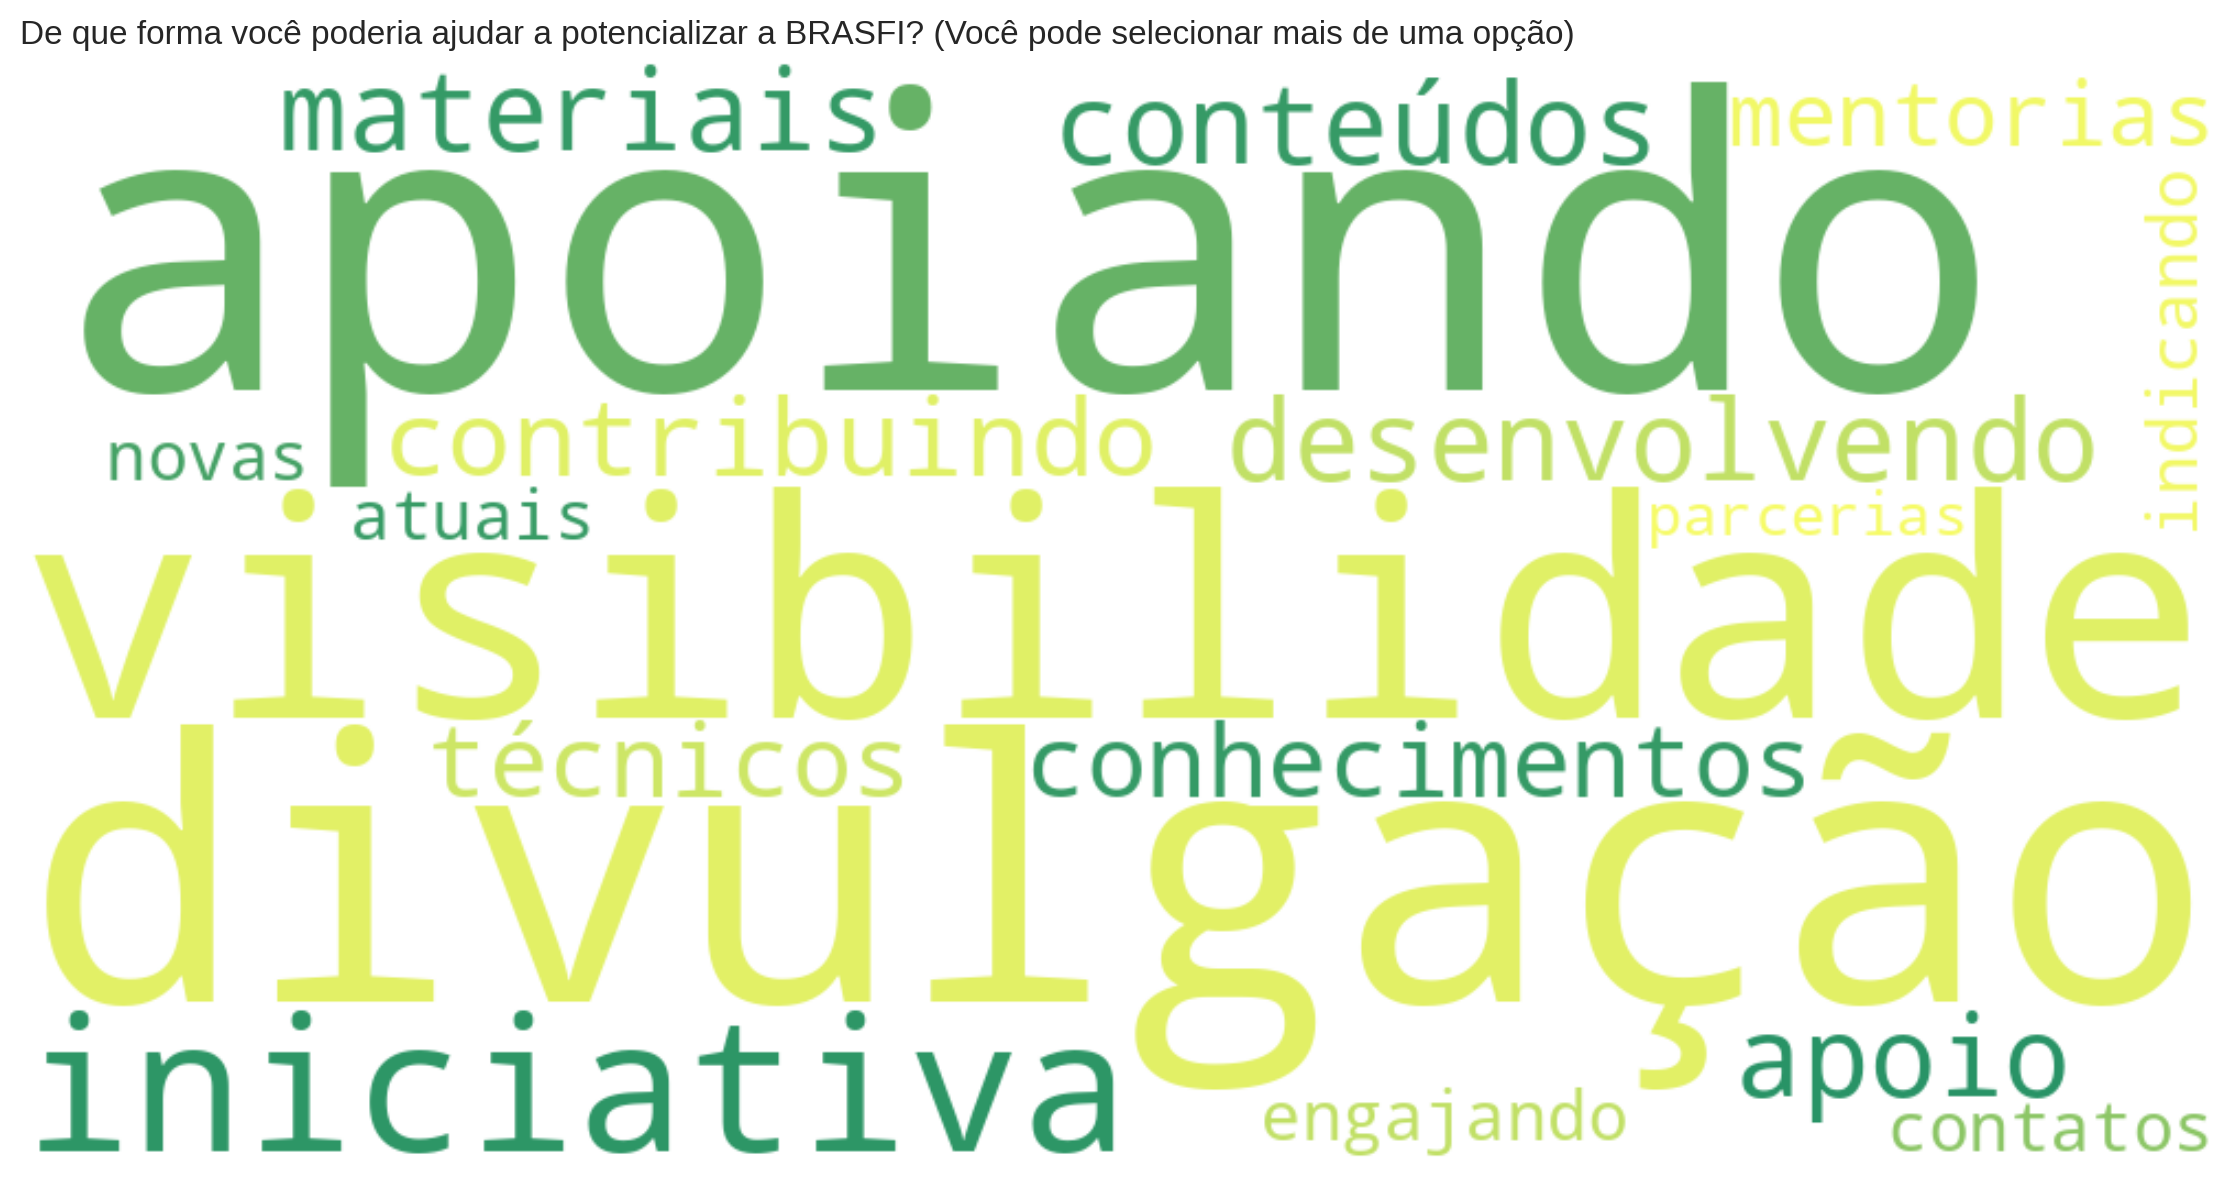 De que forma você poderia ajudar a potencializar a BRASFI? (Você pode selecionar mais de uma opção)
materiais
conteúdos
mentorias
apoiando
indicando
novas
contribuindo
desenvolvendo
atuais
parcerias
visibilidade
técnicos
conhecimentos
divulgação
iniciativa
apoio
engajando
contatos